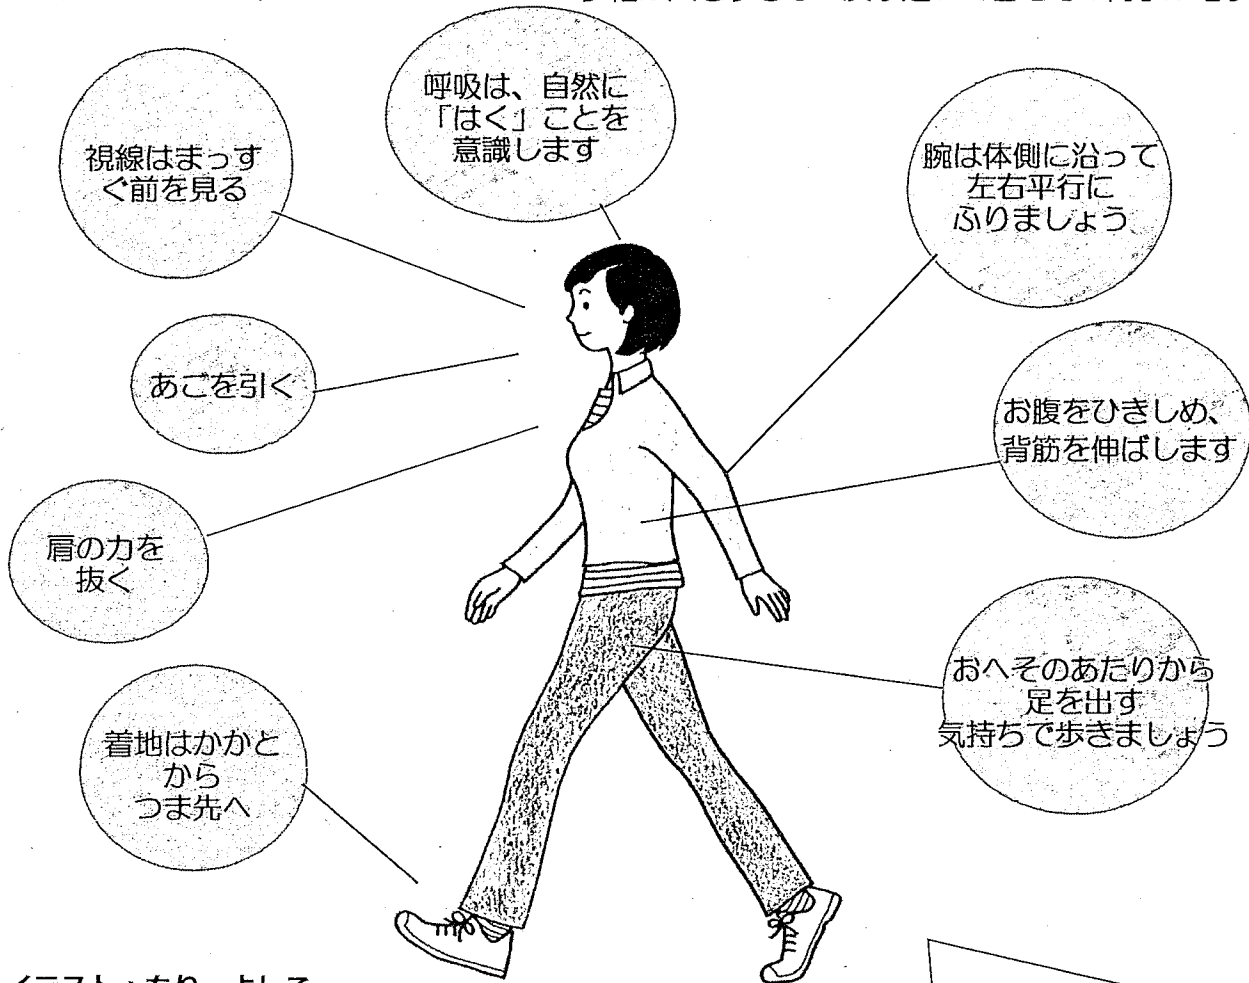 呼吸は、自然に
「はく」ことを
意識します
視線はまっす
ぐ前を見る
腕は体側に沿って
左右平行に
ふりましょう
あごを引く
お腹をひきしめ、
背筋を伸ばします
肩の力を
抜く
おへそのあたりから
足を出す
気持ちで歩きましょう
着地はかかと
から
つま先へ